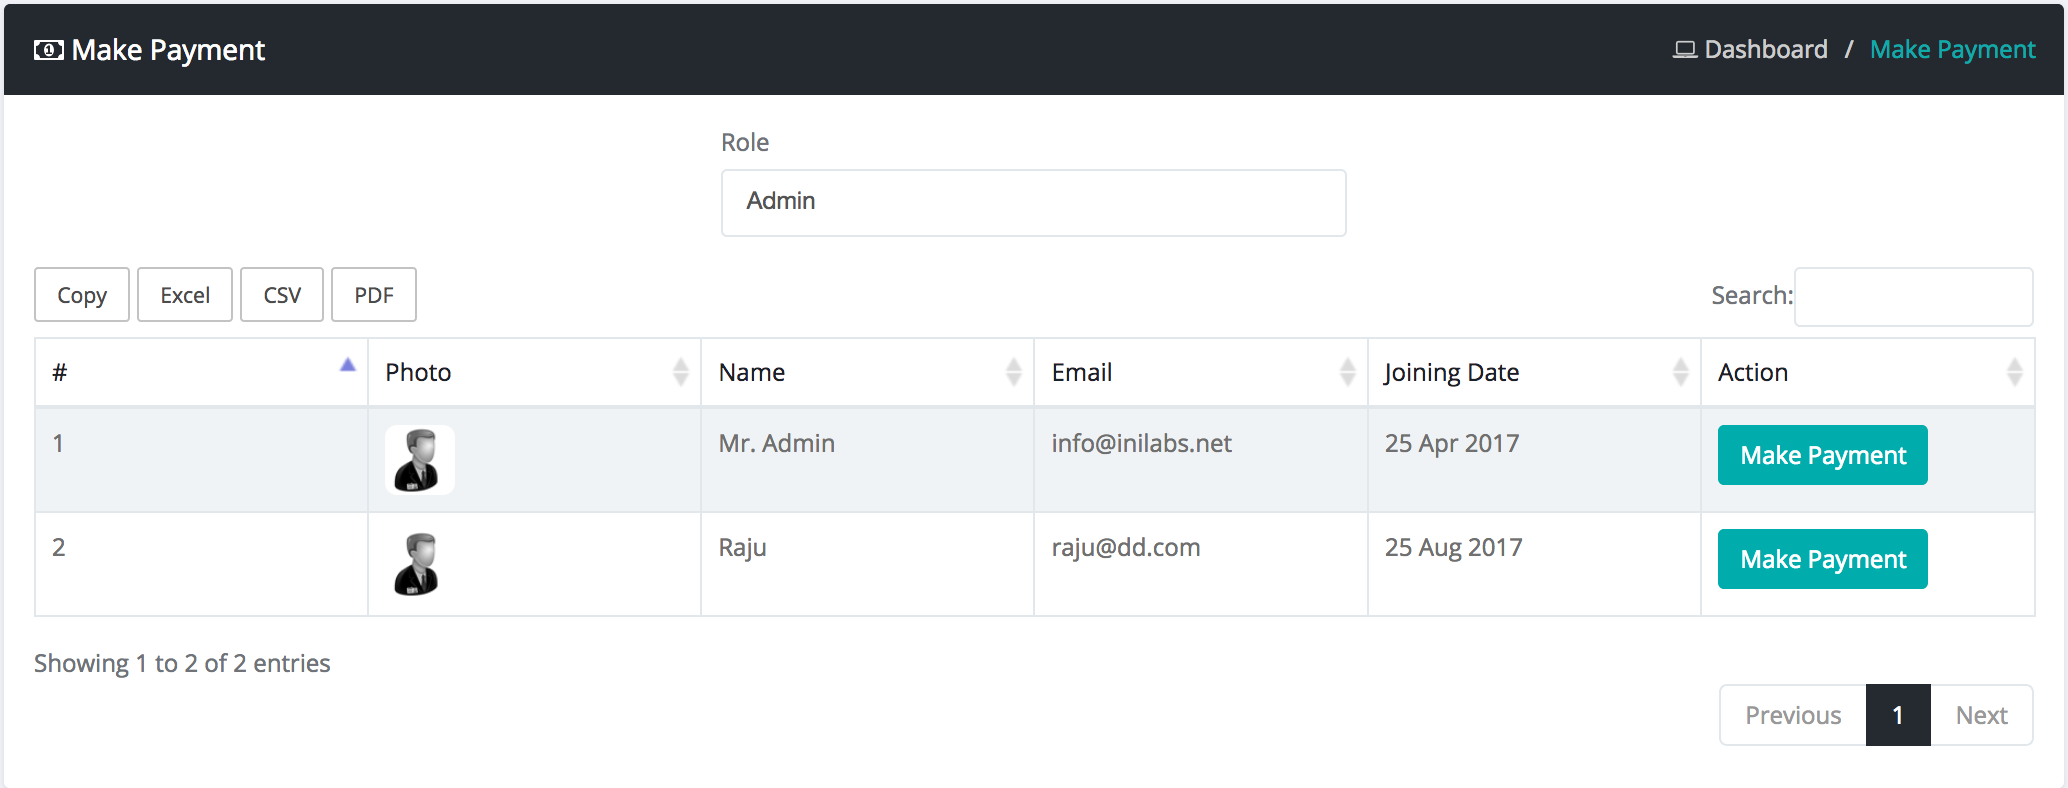 Make Payment
Dashboard / Make Payment
Role
Admin
Copy Excel CSV PDF
Search:
# Photo Name Email Joining Date Action
1 Mr. Admin info@inilabs.net 25 Apr 2017 Make Payment
2 Raju raju@dd.com 25 Aug 2017 Make Payment
Showing 1 to 2 of 2 entries
Previous 1 Next